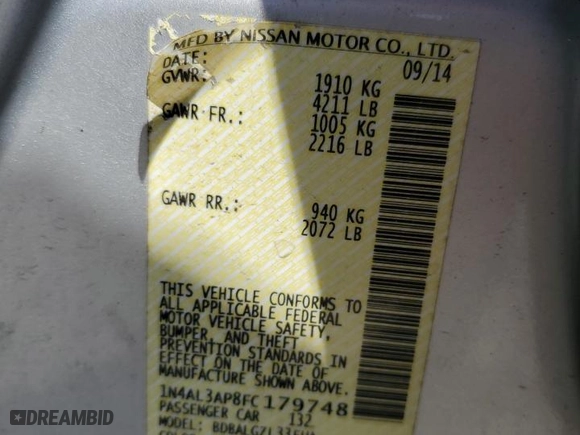 MFD BY NISSAN MOTOR CO., LTD.
DATE: 09/14
GVWR: 1910 KG
4211 LB
GAWR FR.: 1005 KG
2216 LB
GAWR RR.: 940 KG
2072 LB
THIS VEHICLE CONFORMS TO
ALL APPLICABLE FEDERAL
MOTOR VEHICLE SAFETY,
BUMPER, AND THEFT
PREVENTION STANDARDS IN
EFFECT ON THE DATE OF
MANUFACTURE SHOWN ABOVE.
1N4AL3AP8FC179748
PASSENGER CAR 132
DREAMBID